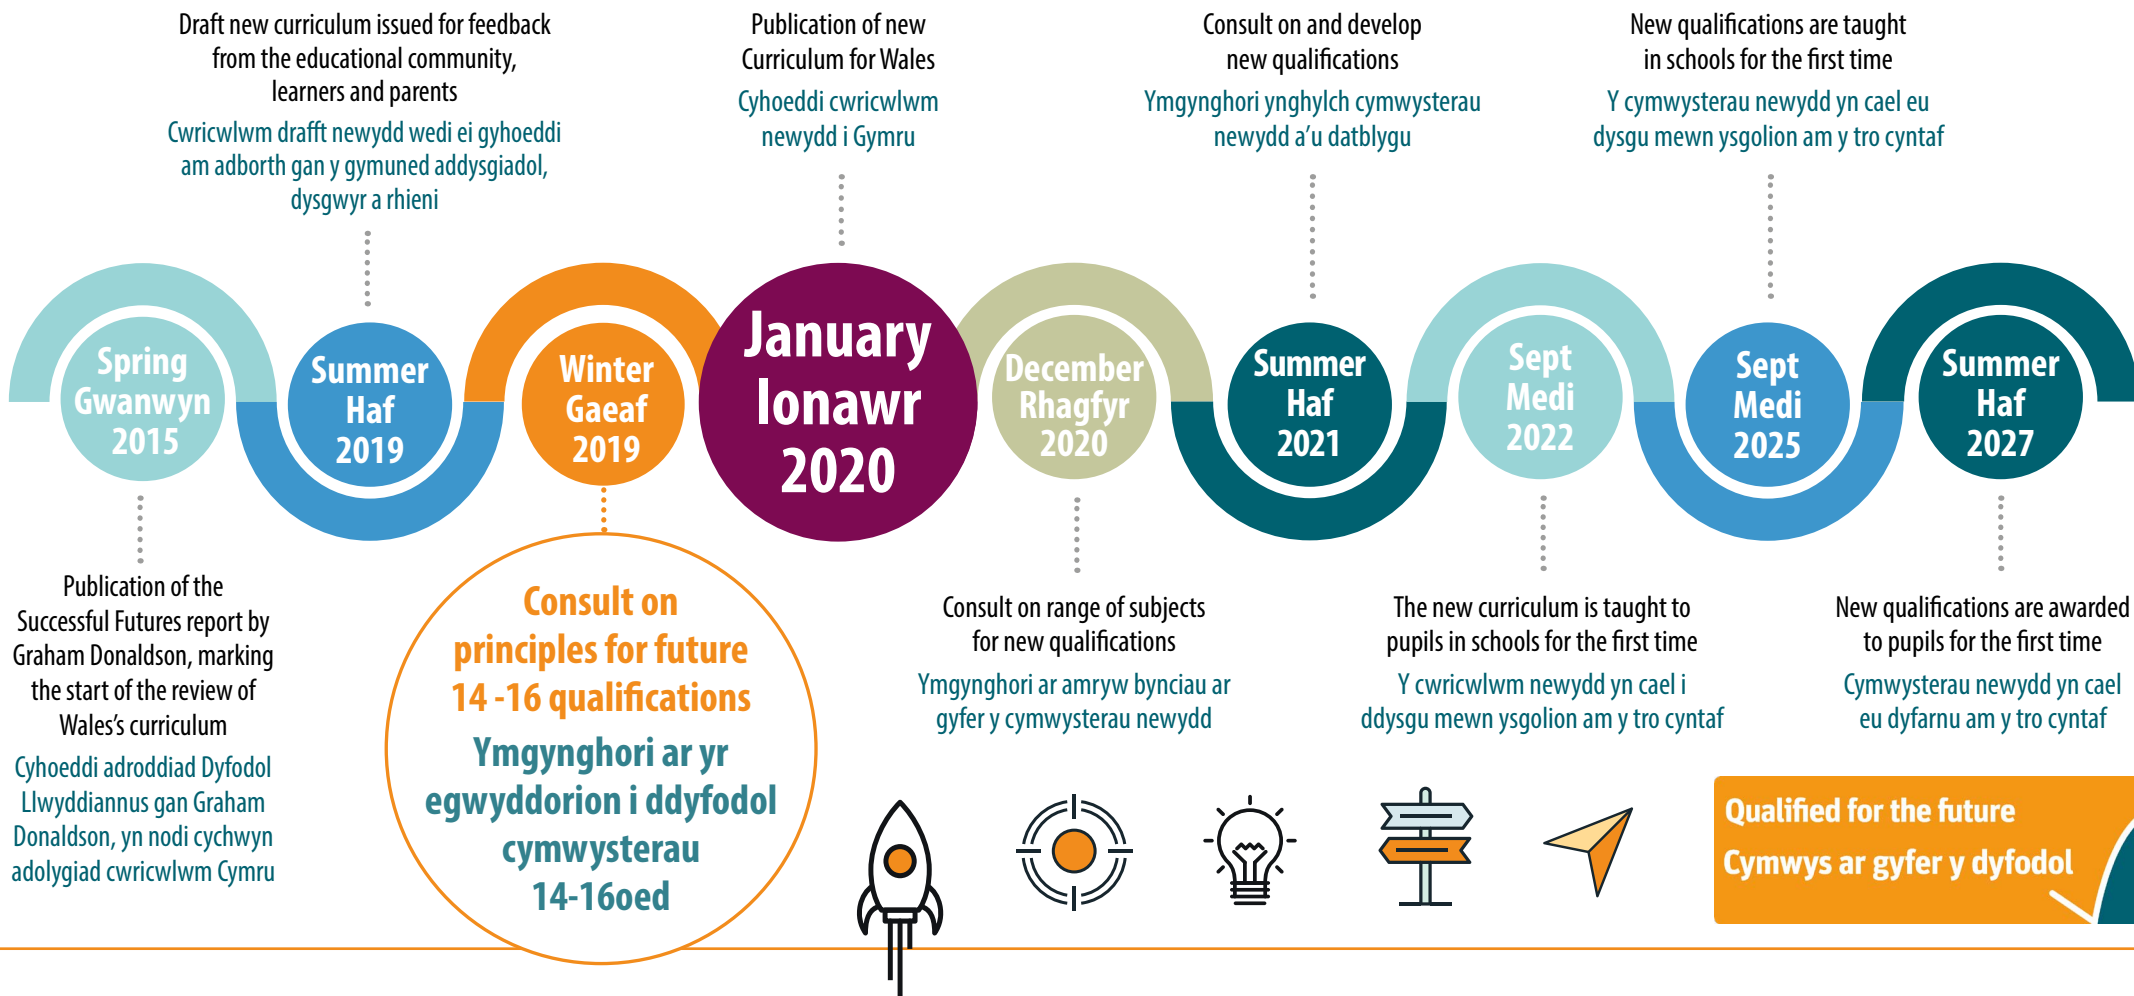 Draft new curriculum issued for feedback
from the educational community,
learners and parents
Cwricwlwm drafft newydd wedi ei gyhoeddi
am adborth gan y gymuned addysgiadol,
dysgwyr a rhieni
Publication of new
Curriculum for Wales
Cyhoeddi cwricwlwm
newydd i Gymru
Consult on and develop
new qualifications
Ymgynghori ynghylch cymwysterau
newydd a'u datblygu
New qualifications are taught
in schools for the first time
Y cymwysterau newydd yn cael eu
dysgu mewn ysgolion am y tro cyntaf
Spring
Gwanwyn
2015
Summer
Haf
2019
Winter
Gaeaf
2019
January
Ionawr
2020
December
Rhagfyr
2020
Summer
Haf
2021
Sept
Medi
2022
Sept
Medi
2025
Summer
Haf
2027
Publication of the
Successful Futures report by
Graham Donaldson, marking
the start of the review of
Wales's curriculum
Cyhoeddi adroddiad Dyfodol
Llwyddiannus gan Graham
Donaldson, yn nodi cychwyn
adolygiad cwricwlwm Cymru
Consult on
principles for future
14 -16 qualifications
Ymgynghori ar yr
egwyddorion i ddyfodol
cymwysterau
14-16oed
Consult on range of subjects
for new qualifications
Ymgynghori ar amryw bynciau ar
gyfer y cymwysterau newydd
The new curriculum is taught to
pupils in schools for the first time
Y cwricwlwm newydd yn cael i
ddysgu mewn ysgolion am y tro cyntaf
New qualifications are awarded
to pupils for the first time
Cymwysterau newydd yn cael
eu dyfarnu am y tro cyntaf
Qualified for the future
Cymwys ar gyfer y dyfodol